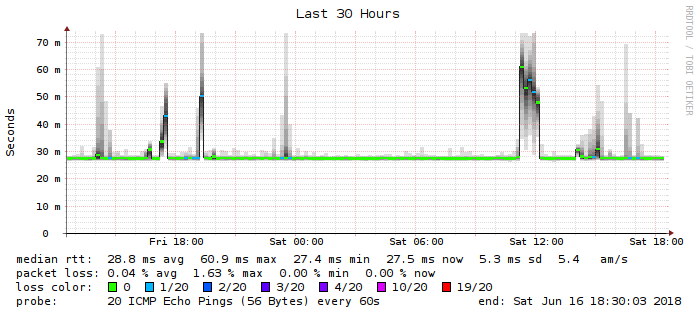 Last 30 Hours
RRDTOOL / TOBI OETIKER
Seconds
70 m
60 m
50 m
40 m
30 m
20 m
10 m
0
Fri 18:00 Sat 00:00 Sat 06:00 Sat 12:00 Sat 18:00
median rtt: 28.8 ms avg 60.9 ms max 27.4 ms min 27.5 ms now 5.3 ms sd 5.4 am/s
packet loss: 0.04 % avg 1.63 % max 0.00 % min 0.00 % now
loss color: 0 1/20 2/20 3/20 4/20 10/20 19/20
probe: 20 ICMP Echo Pings (56 Bytes) every 60s end: Sat Jun 16 18:30:03 2018